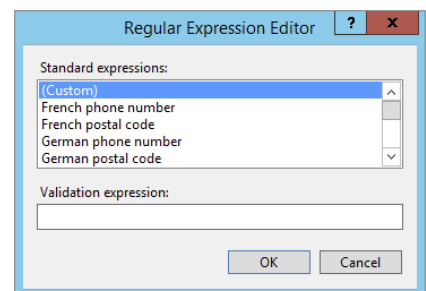 Regular Expression Editor ? x
Standard expressions:
(Custom)
French phone number
French postal code
German phone number
German postal code
Validation expression:
OK Cancel